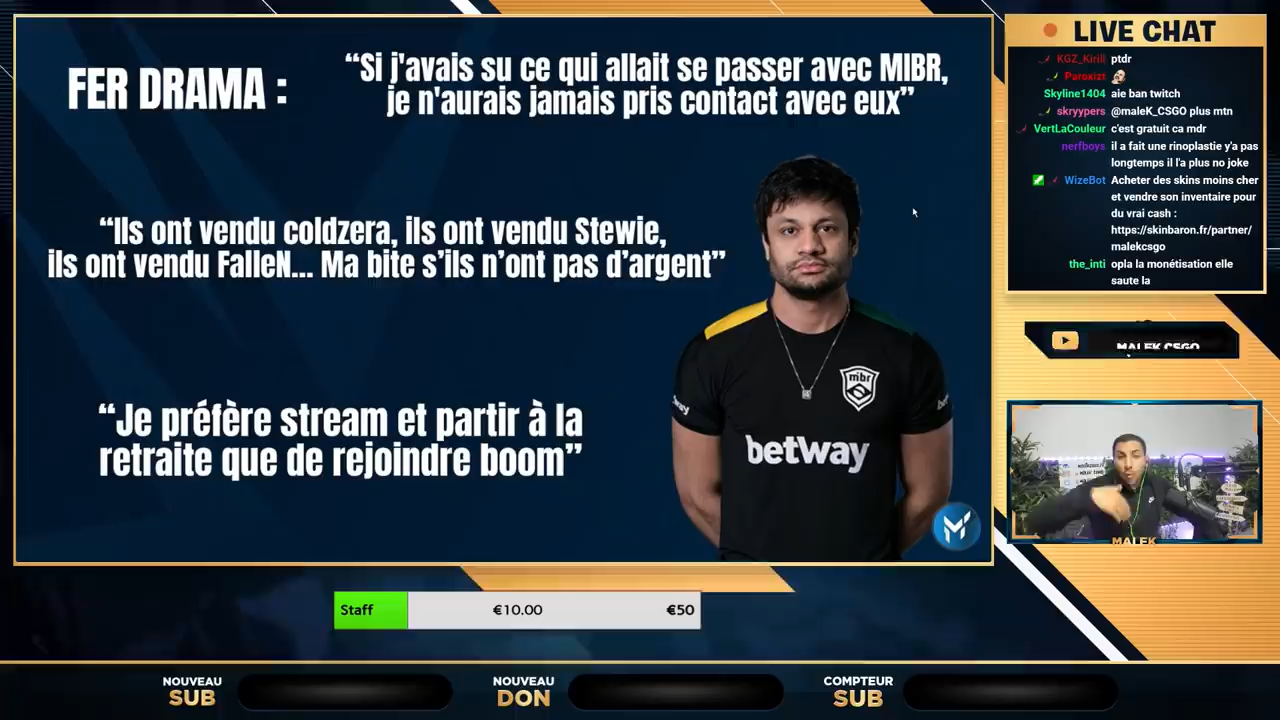 FER DRAMA :
“Si j'avais su ce qui allait se passer avec MIBR,
je n'aurais jamais pris contact avec eux”
“Ils ont vendu coldzera, ils ont vendu Stewie,
ils ont vendu FalleN... Ma bite s’ils n’ont pas d’argent”
“Je préfère stream et partir à la
retraite que de rejoindre boom”
mibr
betway
LIVE CHAT
KGZ_Kirill ptdr
Paroxizt
Skyline1404 aie ban twitch
skryypers @maleK_CSGO plus mtn
VertLaCouleur c'est gratuit ca mdr
nerfboys il a fait une rinoplastie y'a pas
longtemps il l'a plus no joke
WizeBot Acheter des skins moins cher
et vendre son inventaire pour
du vrai cash :
https://skinbaron.fr/partner/
malekcsgo
the_inti opla la monétisation elle
saute la
MALEK CSGO
MALEK
Staff €10.00 €50
NOUVEAU
SUB
NOUVEAU
DON
COMPTEUR
SUB